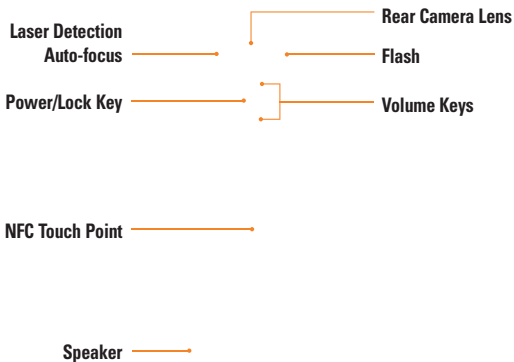 Rear Camera Lens
Laser Detection
Auto-focus
Flash
Power/Lock Key
Volume Keys
NFC Touch Point
Speaker